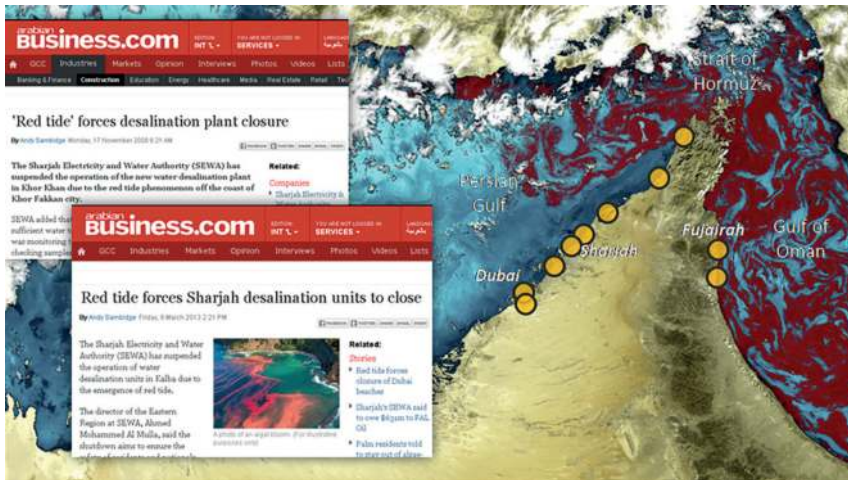 arabian
Business.com
EDITION
INT'L
YOU ARE NOT LOGGED IN
SERVICES
LANGUAGE
GCC Industries Markets Opinion Interviews Photos Videos Lists
Banking & Finance Construction Education Energy Healthcare Media Real Estate Retail
'Red tide' forces desalination plant closure
By Andy Sambridge Monday, 17 November 2008 8:21 AM
The Sharjah Electricity and Water Authority (SEWA) has
suspended the operation of the new water desalination plant
in Khor Khan due to the red tide phenomenon off the coast of
Khor Fakkan city.
SEWA added that
sufficient water
was monitoring
checking samples
Related:
Companies
Sharjah Electricity &
arabian
Business.com
EDITION
INT'L
YOU ARE NOT LOGGED IN
SERVICES
GCC Industries Markets Opinion Interviews Photos Videos Lists
Red tide forces Sharjah desalination units to close
By Andy Sambridge Friday, 8 March 2013 2:21 PM
The Sharjah Electricity and Water
Authority (SEWA) has suspended
the operation of water
desalination units in Kalba due to
the emergence of red tide.
The director of the Eastern
Region at SEWA, Ahmed
Mohammed Al Mulla, said the
shutdown aims to ensure the
A photo of an algal bloom. (For illustrative
purposes only)
Related:
Stories
Red tide forces
closure of Dubai
beaches
Sharjah's SEWA said
to owe $631m to FAL
Oil
Palm residents told
to stay out of algae-
Strait of
Hormuz
Persian
Gulf
Fujairah
Gulf of
Oman
Sharjah
Dubai